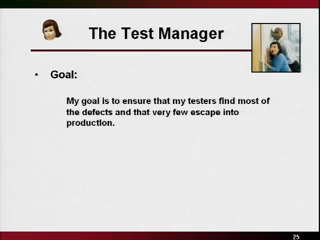 The Test Manager
• Goal:
My goal is to ensure that my testers find most of
the defects and that very few escape into
production.
25